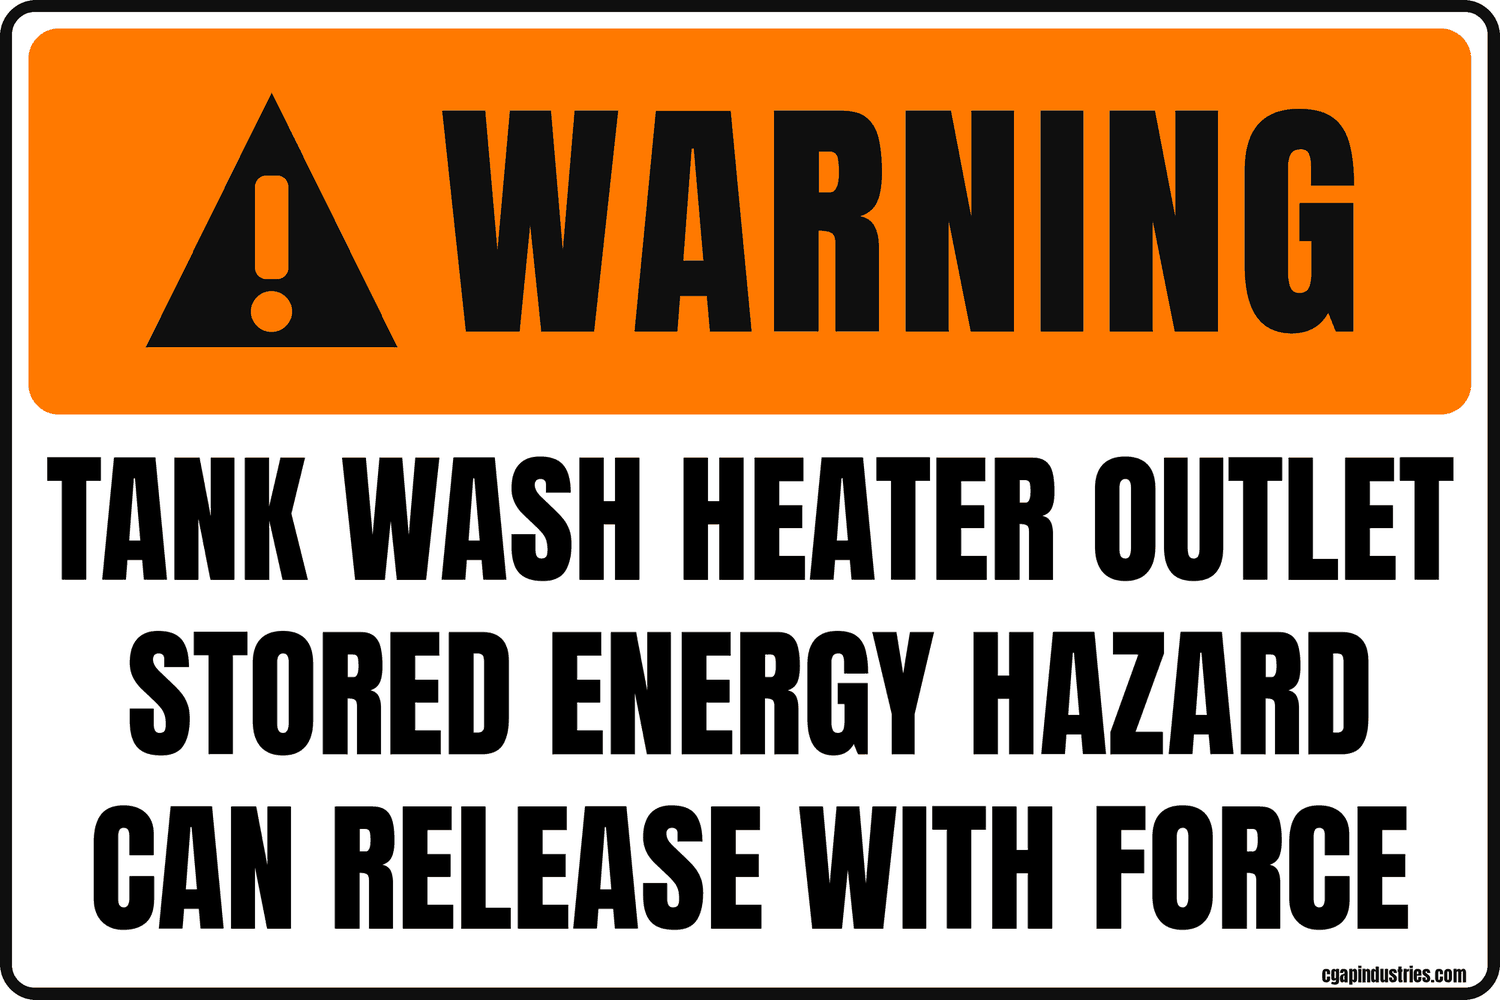 WARNING
TANK WASH HEATER OUTLET
STORED ENERGY HAZARD
CAN RELEASE WITH FORCE
cgapindustries.com